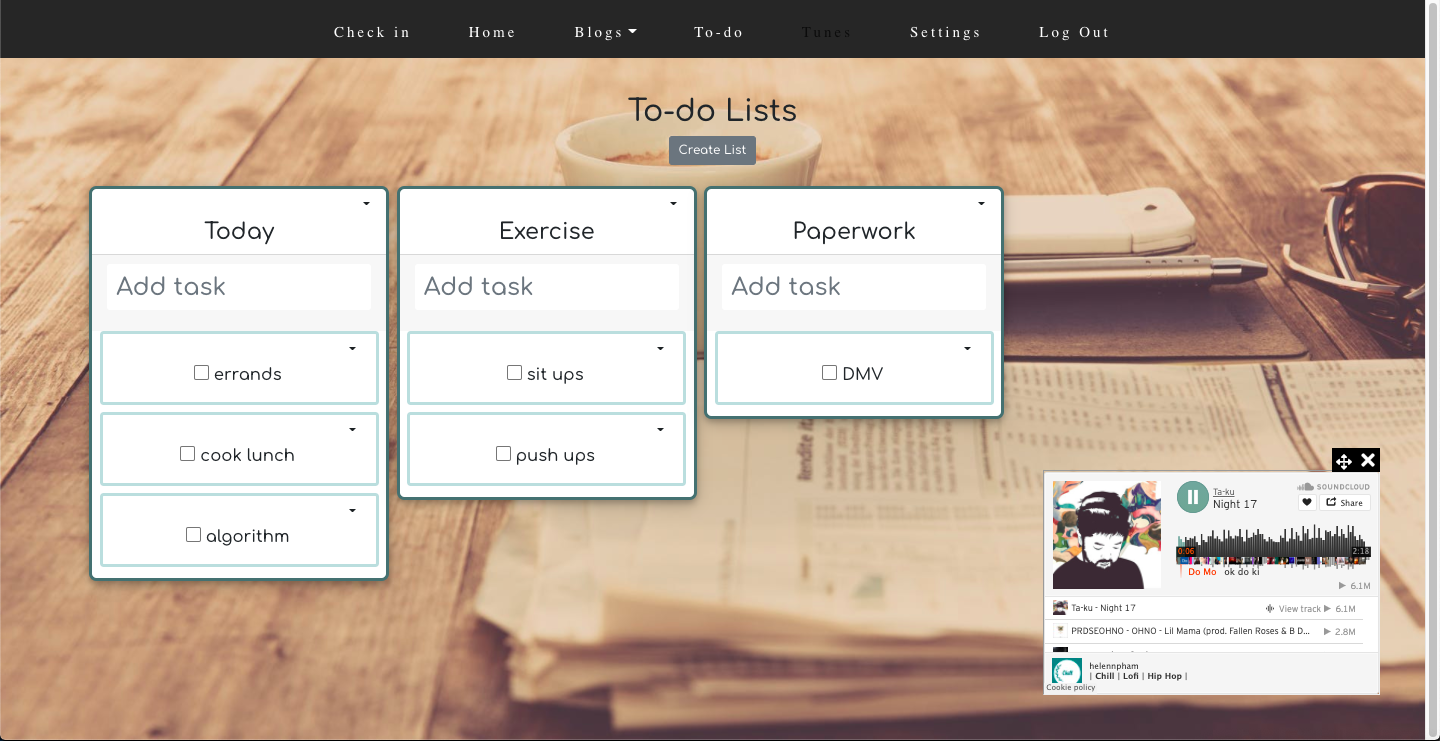 Check in Home Blogs To-do Tunes Settings Log Out
To-do Lists
Create List
Today
Add task
errands
cook lunch
algorithm
Exercise
Add task
sit ups
push ups
Paperwork
Add task
DMV
Rendite it
Ta-ku
Night 17
SOUNDCLOUD
Share
0:06
2:18
Do Mo ok do ki
6.1M
Ta-ku - Night 17 View track 6.1M
PRDSEOHNO - OHNO - Lil Mama (prod. Fallen Roses & B D... 2.8M
helennpham
| Chill | Lofi | Hip Hop |
Cookie policy